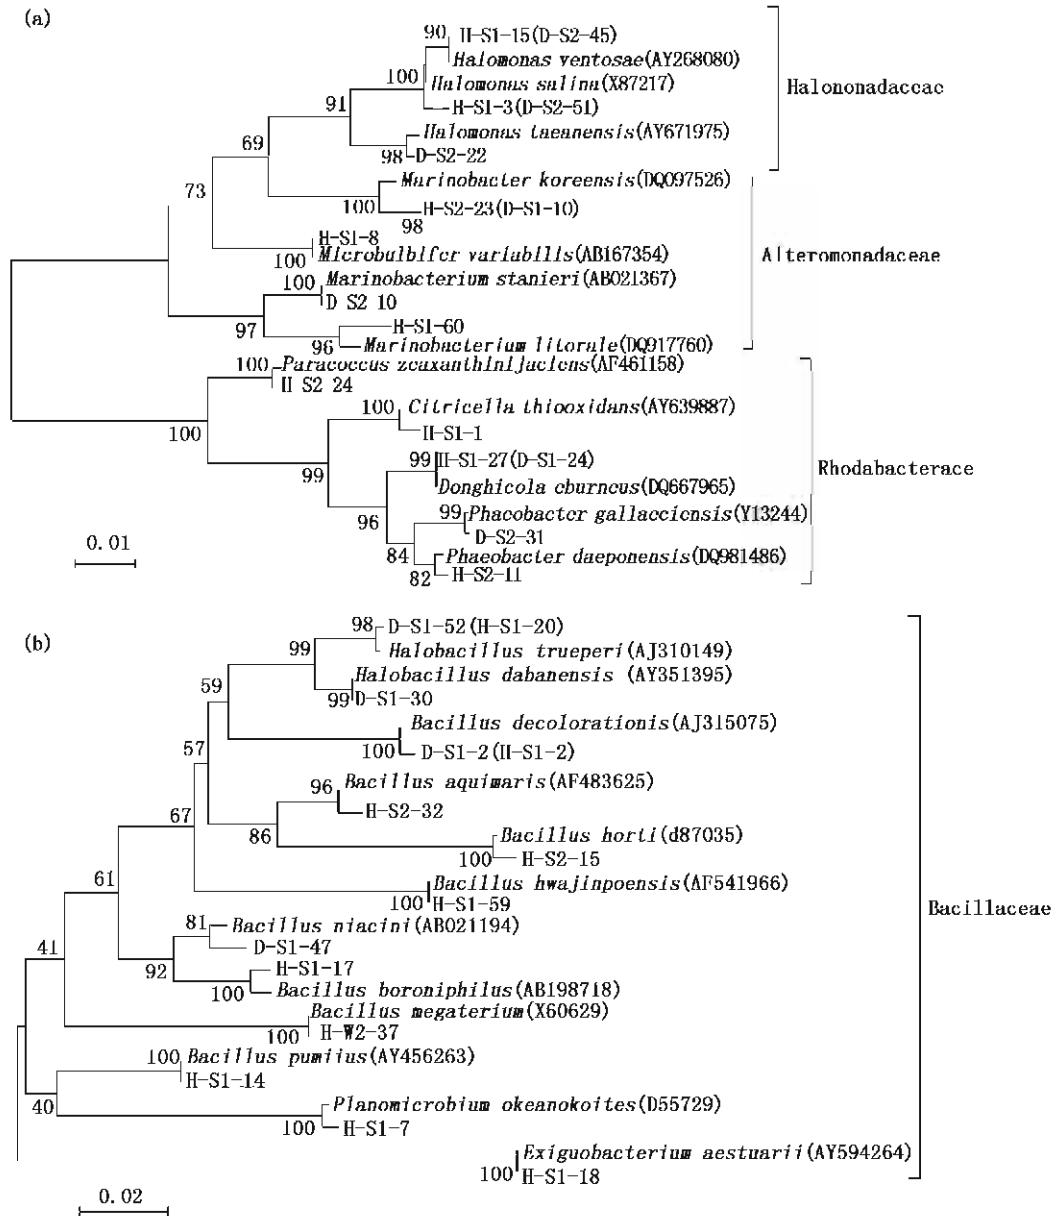 (a)
90
H-S1-15(D-S2-45)
Halomonas ventosae(AY268080)
100
Halomonas salina(X87217)
H-S1-3(D-S2-51)
91
Halomonas taeanensis(AY671975)
98
D-S2-22
Halononadaceac
69
Marinobacter koreensis(DQ097526)
73
100
H-S2-23(D-S1-10)
98
H-S1-8
100
Microbulbifer variabilis(AB167354)
Alteromonadaceae
Marinobacterium stanieri(AB021367)
100
D S2 10
97
H-S1-60
96
Marinobacterium litorale(DQ917760)
100
Paracoccus zeaxanthinijaciens(AF461158)
H S2 24
100
100
Citricella thiooxidans(AY639887)
H-S1-1
99
99
H-S1-27(D-S1-24)
Donghicola eburneus(DQ667965)
Rhodabacterace
96
99
Phaeobacter gallaeciensis(Y13244)
D-S2-31
84
Phaeobacter daeponensis(DQ981486)
82
H-S2-11
0.01
(b)
98
D-S1-52(H-S1-20)
99
Halobacillus trueperi(AJ310149)
59
Halobacillus dabanensis (AY351395)
99
D-S1-30
Bacillus decolorationis(AJ315075)
57
100
D-S1-2(H-S1-2)
96
Bacillus aquimaris(AF483625)
67
H-S2-32
86
Bacillus horti(d87035)
100
H-S2-15
61
Bacillus hwajinpoensis(AF541966)
100
H-S1-59
Bacillaceae
81
Bacillus niacini(AB021194)
41
D-S1-47
92
H-S1-17
100
Bacillus boroniphilus(AB198718)
Bacillus megaterium(X60629)
100
H-W2-37
100
Bacillus pumilus(AY456263)
H-S1-14
40
Planomicrobium okeanokoites(D55729)
100
H-S1-7
Exiguobacterium aestuarii(AY594264)
100
H-S1-18
0.02